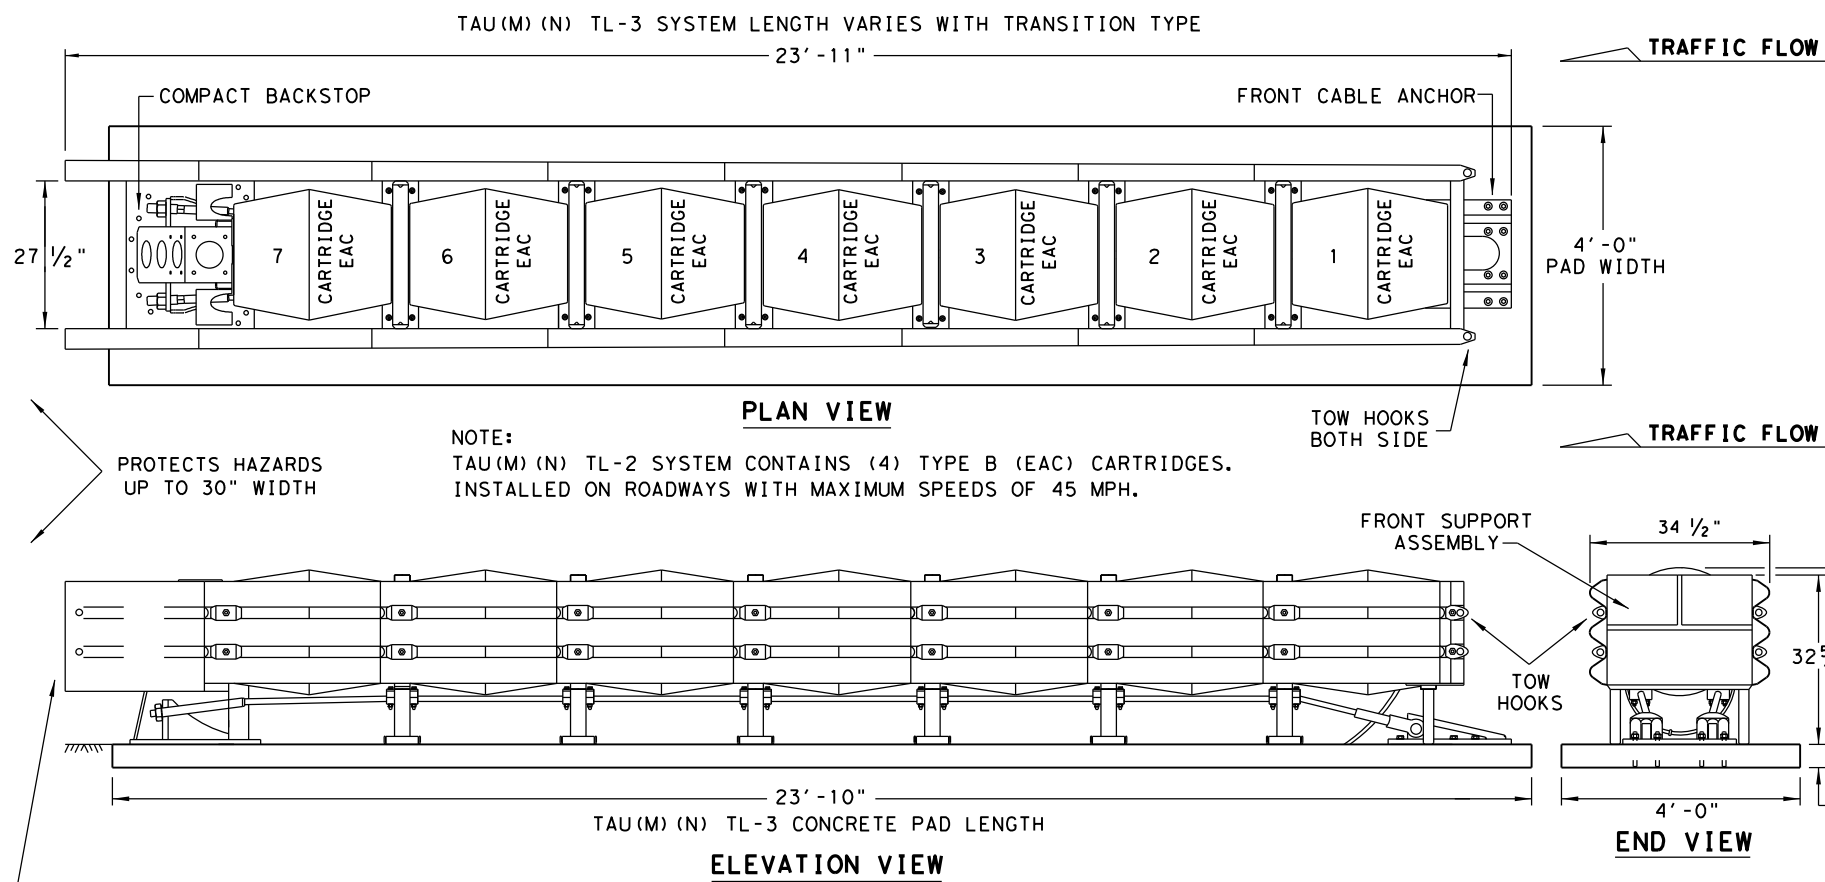 TAU(M)(N) TL-3 SYSTEM LENGTH VARIES WITH TRANSITION TYPE
23'-11"
TRAFFIC FLOW
COMPACT BACKSTOP
FRONT CABLE ANCHOR
27 1/2"
7
CARTRIDGE
EAC
6
CARTRIDGE
EAC
5
CARTRIDGE
EAC
4
CARTRIDGE
EAC
3
CARTRIDGE
EAC
2
CARTRIDGE
EAC
1
CARTRIDGE
EAC
4'-0"
PAD WIDTH
PLAN VIEW
TOW HOOKS
BOTH SIDE
TRAFFIC FLOW
PROTECTS HAZARDS
UP TO 30" WIDTH
NOTE:
TAU(M)(N) TL-2 SYSTEM CONTAINS (4) TYPE B (EAC) CARTRIDGES.
INSTALLED ON ROADWAYS WITH MAXIMUM SPEEDS OF 45 MPH.
FRONT SUPPORT
ASSEMBLY
34 1/2"
32
TOW
HOOKS
23'-10"
TAU(M)(N) TL-3 CONCRETE PAD LENGTH
ELEVATION VIEW
4'-0"
END VIEW